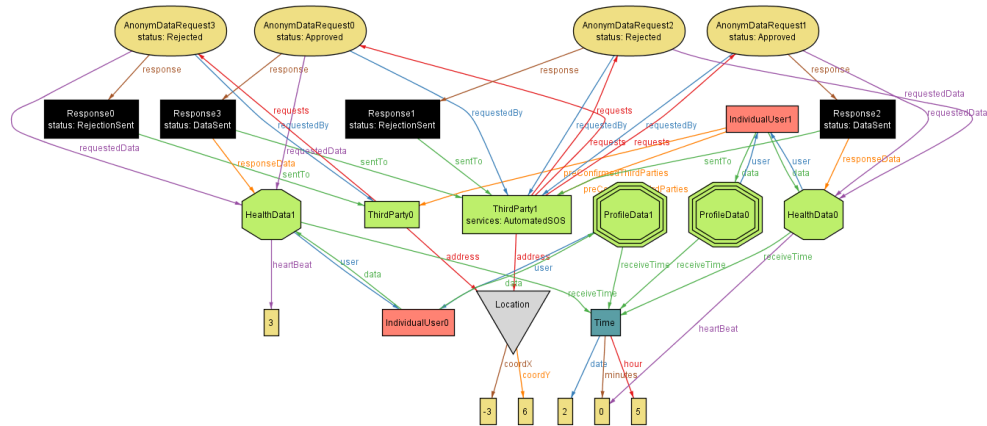 AnonymDataRequest3
status: Rejected
AnonymDataRequest0
status: Approved
AnonymDataRequest2
status: Rejected
AnonymDataRequest1
status: Approved
response
response
response
response
requestedData
requests
requests
requests
Response0
status: RejectionSent
Response3
status: DataSent
Response1
status: RejectionSent
IndividualUser1
Response2
status: DataSent
requestedBy
requestedBy
requestedBy
requestedBy
requestedData
requestedData
requestedData
responseData
sentTo
sentTo
sentTo
sentTo
user
user
data
data
responseData
preConfirmedThirdParties
preConfirmedThirdParties
HealthData1
ThirdParty0
ThirdParty1
services: AutomatedSOS
ProfileData1
ProfileData0
HealthData0
heartBeat
user
data
address
address
user
data
receiveTime
receiveTime
receiveTime
receiveTime
heartBeat
3
IndividualUser0
Location
Time
coordX
coordY
date
minutes
hour
-3
6
2
0
5